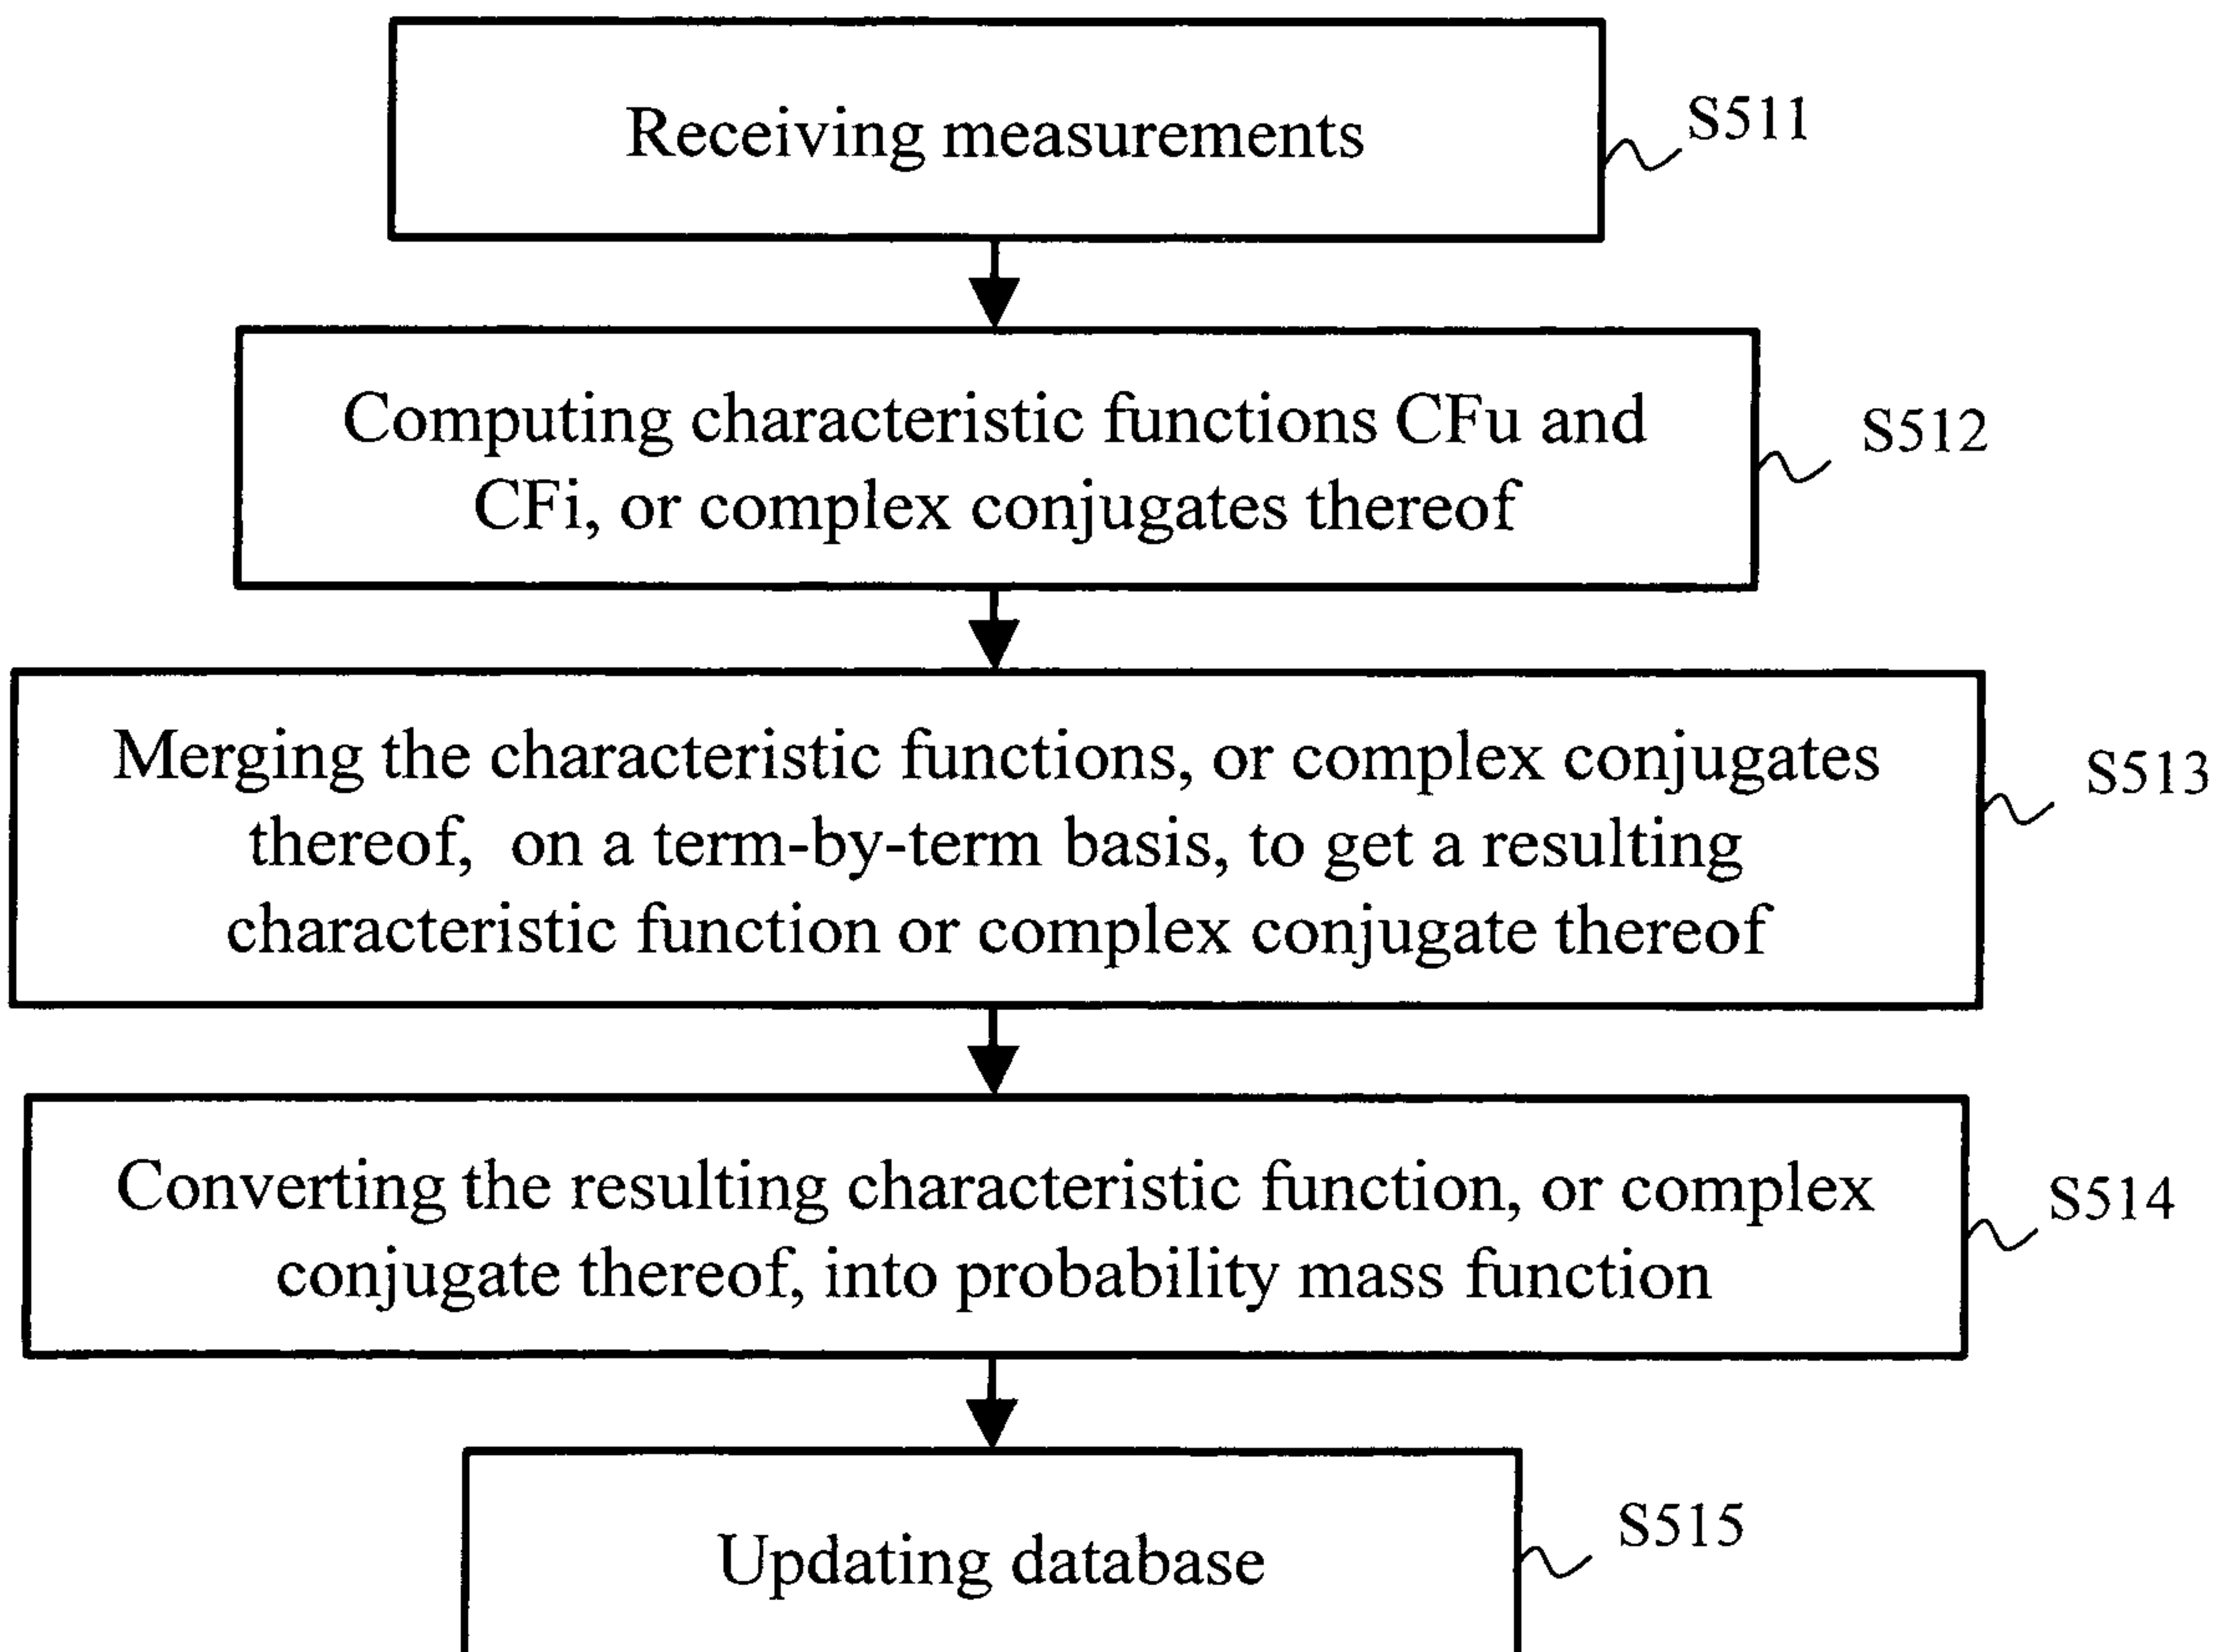 Receiving measurements
S511
Computing characteristic functions CFu and
CFi, or complex conjugates thereof
S512
Merging the characteristic functions, or complex conjugates
thereof, on a term-by-term basis, to get a resulting
characteristic function or complex conjugate thereof
S513
Converting the resulting characteristic function, or complex
conjugate thereof, into probability mass function
S514
Updating database
S515